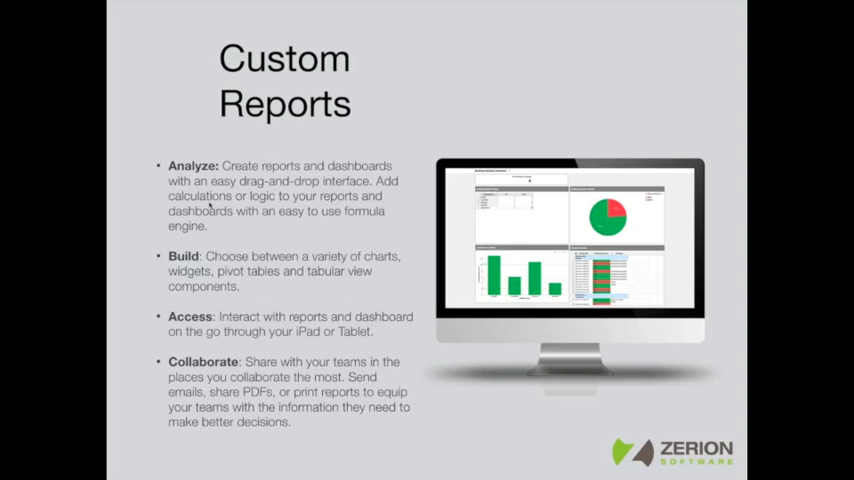 Custom
Reports
• Analyze: Create reports and dashboards
with an easy drag-and-drop interface. Add
calculations or logic to your reports and
dashboards with an easy to use formula
engine.
• Build: Choose between a variety of charts,
widgets, pivot tables and tabular view
components.
• Access: Interact with reports and dashboard
on the go through your iPad or Tablet.
• Collaborate: Share with your teams in the
places you collaborate the most. Send
emails, share PDFs, or print reports to equip
your teams with the information they need to
make better decisions.
ZERION
SOFTWARE